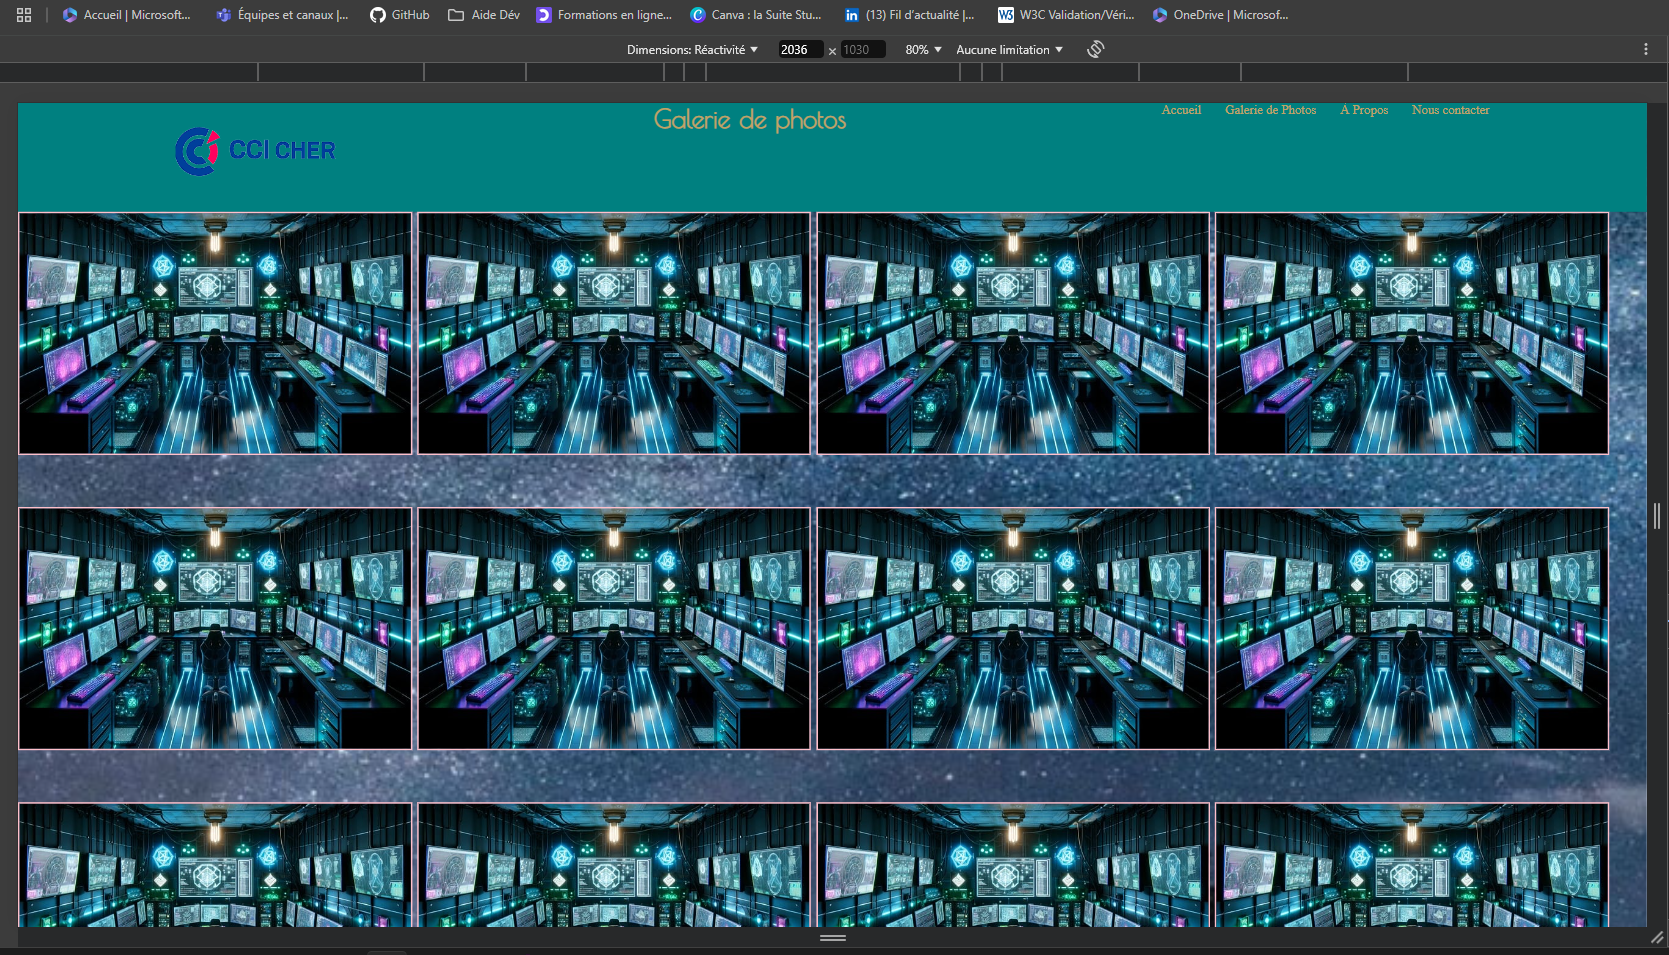 Accueil | Microsoft...
Équipes et canaux |...
GitHub
Aide Dév
Formations en ligne...
Canva : la Suite Stu...
(13) Fil d'actualité |...
W3C Validation/Véri...
OneDrive | Microsof...
Dimensions: Réactivité
2036 × 1030
80%
Aucune limitation
CCI CHER
Galerie de photos
Accueil
Galerie de Photos
À Propos
Nous contacter